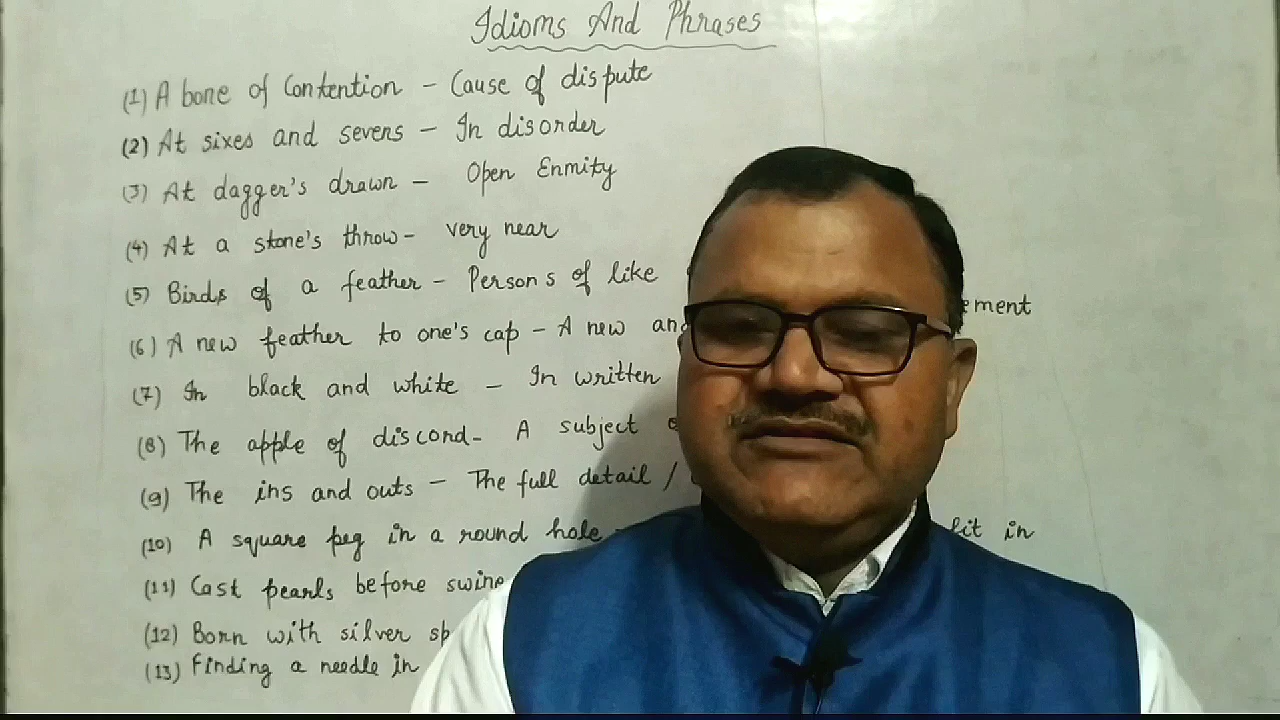 Idioms And Phrases
(1) A bone of Contention – Cause of dispute
(2) At sixes and sevens – In disorder
(3) At dagger's drawn – Open Enmity
(4) At a stone's throw – very near
(5) Birds of a feather – Persons of like
(6) A new feather to one's cap – A new ement
(7) In black and white – In written
(8) The apple of discord – A subject
(9) The ins and outs – The full detail /
(10) A square peg in a round hole – fit in
(11) Cast pearls before swine
(12) Born with silver sp
(13) Finding a needle in